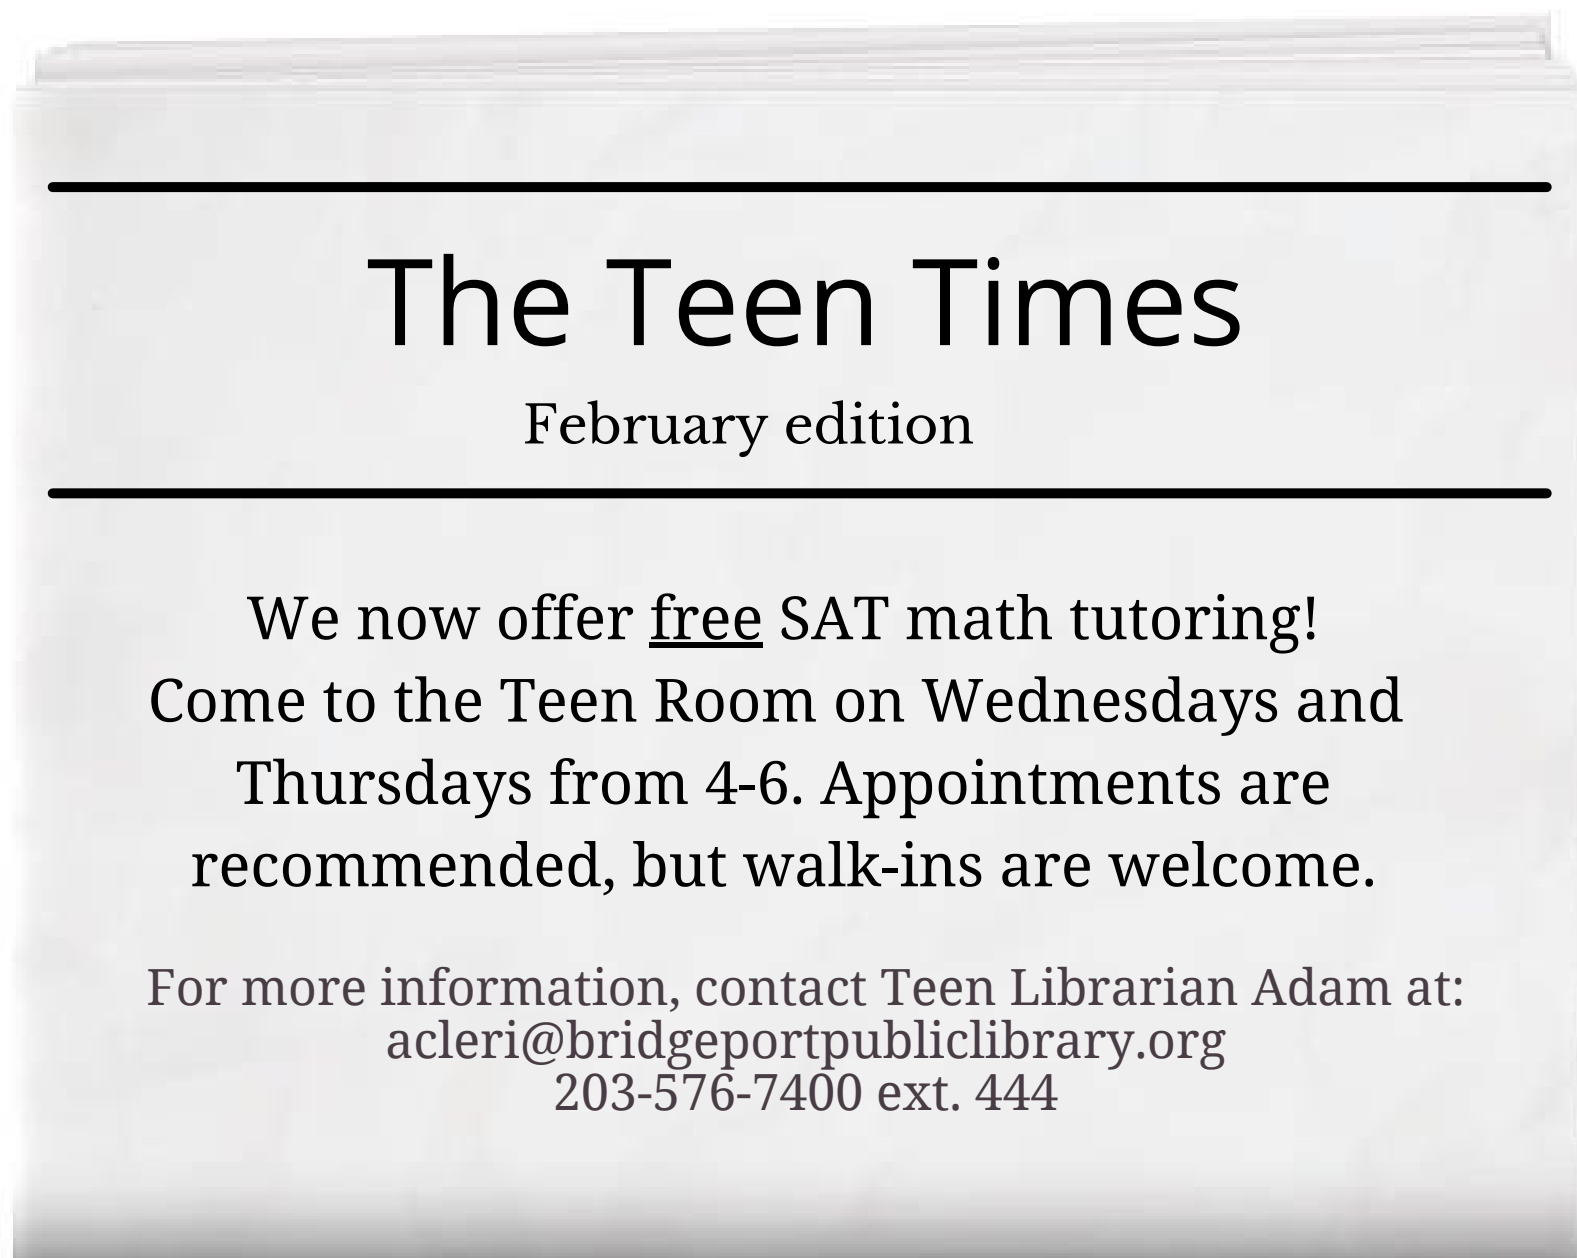 The Teen Times
February edition
We now offer free SAT math tutoring!
Come to the Teen Room on Wednesdays and
Thursdays from 4-6. Appointments are
recommended, but walk-ins are welcome.
For more information, contact Teen Librarian Adam at:
acleri@bridgeportpubliclibrary.org
203-576-7400 ext. 444